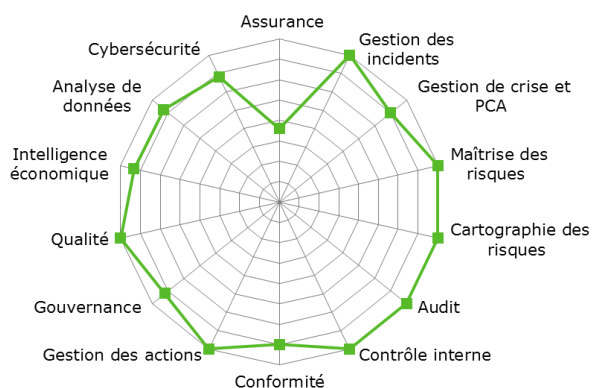 Assurance
Gestion des
incidents
Gestion de crise et
PCA
Maîtrise des
risques
Cartographie des
risques
Audit
Contrôle interne
Conformité
Gestion des actions
Gouvernance
Qualité
Intelligence
économique
Analyse de
données
Cybersécurité